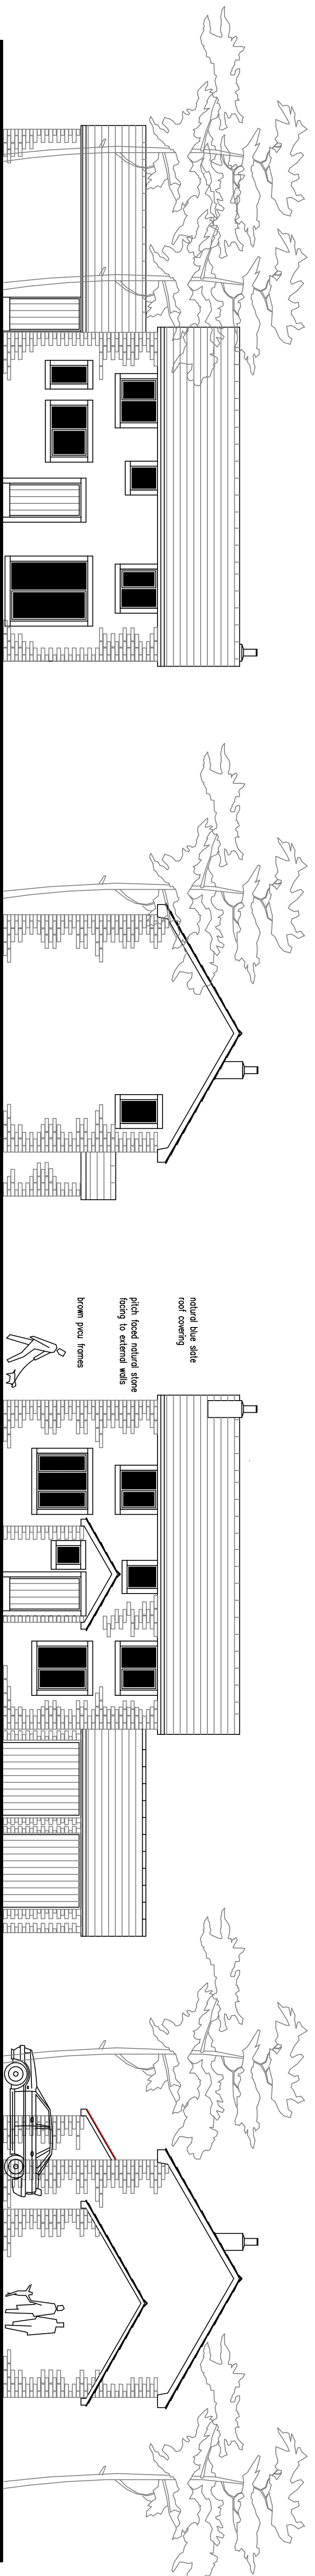 natural blue slate
roof covering
pitch faced natural stone
facing to external walls
brown pvcu frames